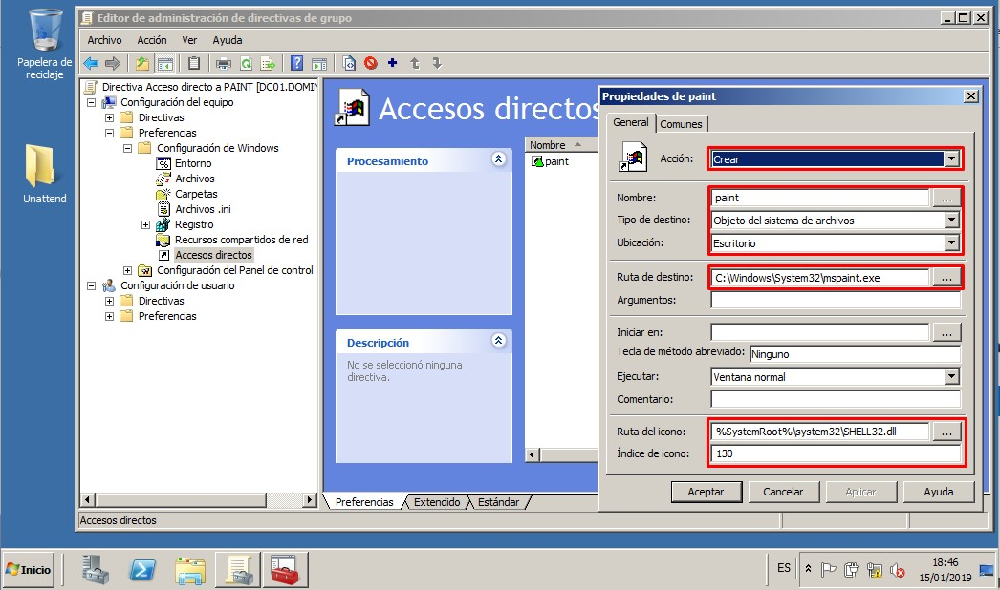 Papelera de
reciclaje
Unattend
Editor de administración de directivas de grupo
Archivo Acción Ver Ayuda
Directiva Acceso directo a PAINT [DC01.DOMIN
Configuración del equipo
Directivas
Preferencias
Configuración de Windows
Entorno
Archivos
Carpetas
Archivos .ini
Registro
Recursos compartidos de red
Accesos directos
Configuración del Panel de control
Configuración de usuario
Directivas
Preferencias
Accesos directos
Procesamiento
Descripción
No se seleccionó ninguna
directiva.
Nombre
paint
Preferencias Extendido Estándar
Accesos directos
Propiedades de paint
General Comunes
Acción: Crear
Nombre: paint ...
Tipo de destino: Objeto del sistema de archivos
Ubicación: Escritorio
Ruta de destino: C:\Windows\System32\mspaint.exe ...
Argumentos:
Iniciar en: ...
Tecla de método abreviado: Ninguno
Ejecutar: Ventana normal
Comentario:
Ruta del icono: %SystemRoot%\system32\SHELL32.dll ...
Índice de icono: 130
Aceptar Cancelar Aplicar Ayuda
Inicio
ES
18:46
15/01/2019